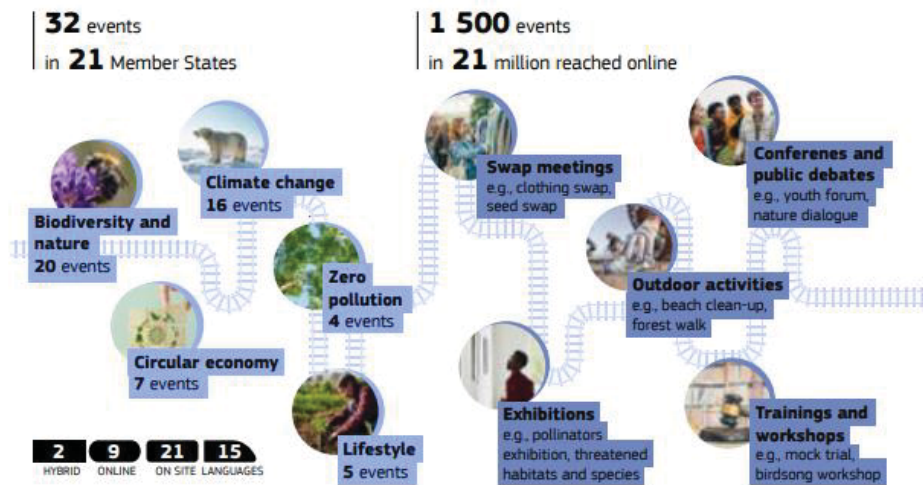 32 events
in 21 Member States
1 500 events
in 21 million reached online
Biodiversity and
nature
20 events
Climate change
16 events
Circular economy
7 events
Zero
pollution
4 events
Lifestyle
5 events
2
HYBRID
9
ONLINE
21
ON SITE
15
LANGUAGES
Swap meetings
e.g., clothing swap,
seed swap
Conferenes and
public debates
e.g., youth forum,
nature dialogue
Outdoor activities
e.g., beach clean-up,
forest walk
Exhibitions
e.g., pollinators
exhibition, threatened
habitats and species
Trainings and
workshops
e.g., mock trial,
birdsong workshop